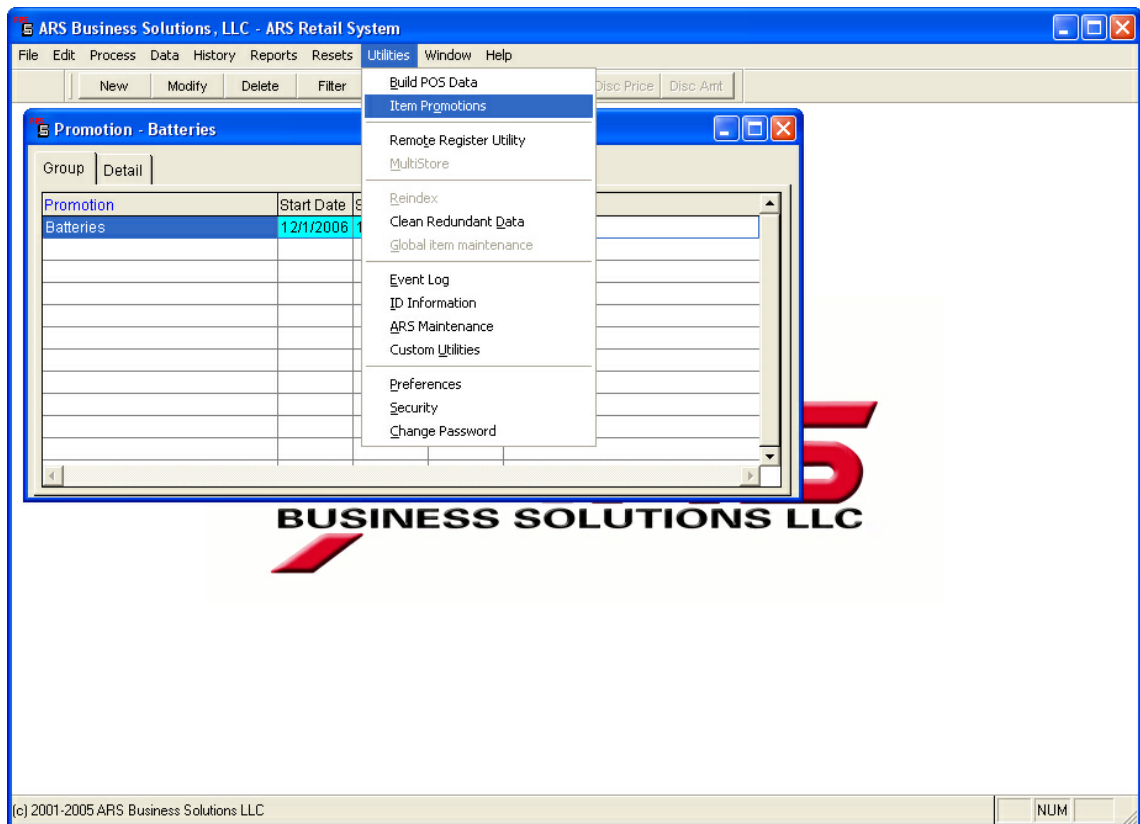 ARS Business Solutions, LLC - ARS Retail System
File Edit Process Data History Reports Resets Utilities Window Help
New Modify Delete Filter Disc Price Disc Amt
Build POS Data
Item Promotions
Remote Register Utility
MultiStore
Reindex
Clean Redundant Data
Global item maintenance
Event Log
ID Information
ARS Maintenance
Custom Utilities
Preferences
Security
Change Password
Promotion - Batteries
Group Detail
Promotion Start Date
Batteries 12/1/2006
BUSINESS SOLUTIONS LLC
(c) 2001-2005 ARS Business Solutions LLC NUM